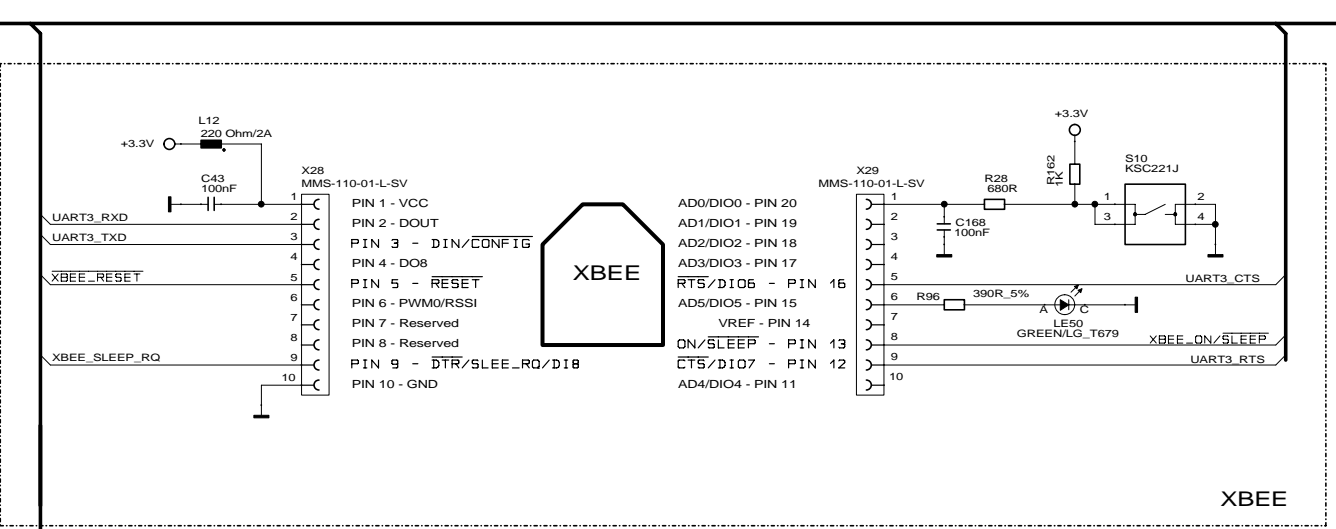 L12
220 Ohm/2A
+3.3V
C43
100nF
X28
MMS-110-01-L-SV
1 PIN 1 - VCC
2 PIN 2 - DOUT
3 PIN 3 - DIN/CONFIG
4 PIN 4 - DO8
5 PIN 5 - RESET
6 PIN 6 - PWM0/RSSI
7 PIN 7 - Reserved
8 PIN 8 - Reserved
9 PIN 9 - DTR/SLEE_RQ/DI8
10 PIN 10 - GND
UART3_RXD
UART3_TXD
XBEE_RESET
XBEE_SLEEP_RQ
XBEE
X29
MMS-110-01-L-SV
AD0/DIO0 - PIN 20 1
AD1/DIO1 - PIN 19 2
AD2/DIO2 - PIN 18 3
AD3/DIO3 - PIN 17 4
RTS/DIO6 - PIN 16 5
AD5/DIO5 - PIN 15 6
VREF - PIN 14 7
ON/SLEEP - PIN 13 8
CTS/DIO7 - PIN 12 9
AD4/DIO4 - PIN 11 10
+3.3V
R162
1K
R28
680R
C168
100nF
S10
KSC221J
1 2
3 4
UART3_CTS
R96 390R_5%
A C
LE50
GREEN/LG_T679
XBEE_ON/SLEEP
UART3_RTS
XBEE